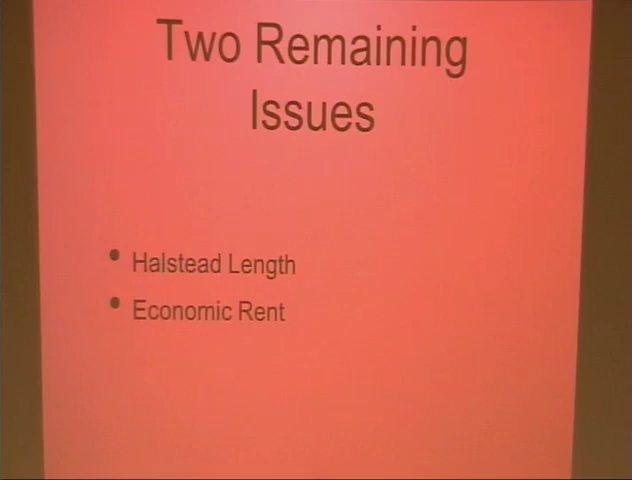 Two Remaining
Issues
• Halstead Length
• Economic Rent